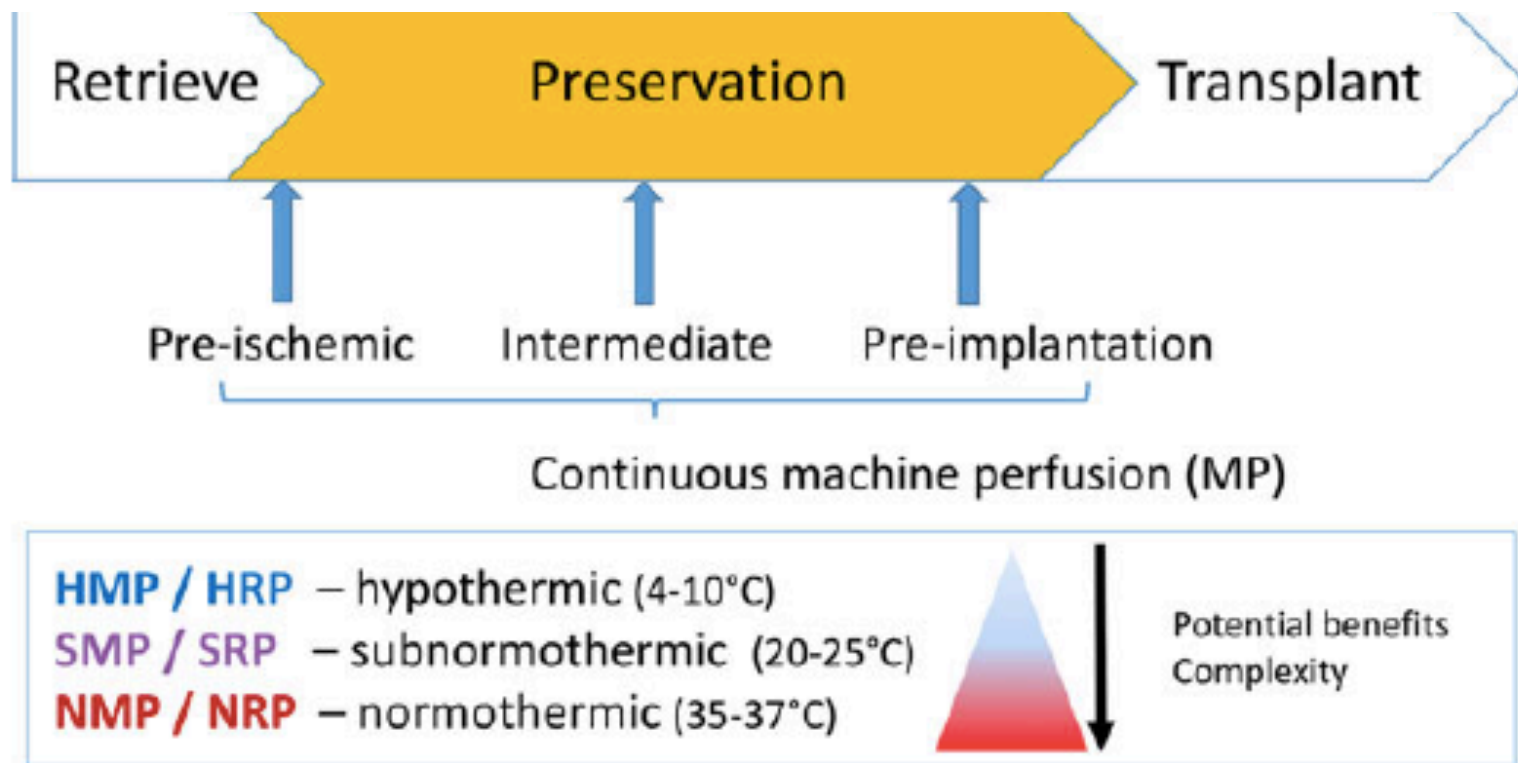 Retrieve Preservation Transplant
Pre-ischemic Intermediate Pre-implantation
Continuous machine perfusion (MP)
HMP / HRP – hypothermic (4-10°C)
SMP / SRP – subnormothermic (20-25°C)
NMP / NRP – normothermic (35-37°C)
Potential benefits
Complexity